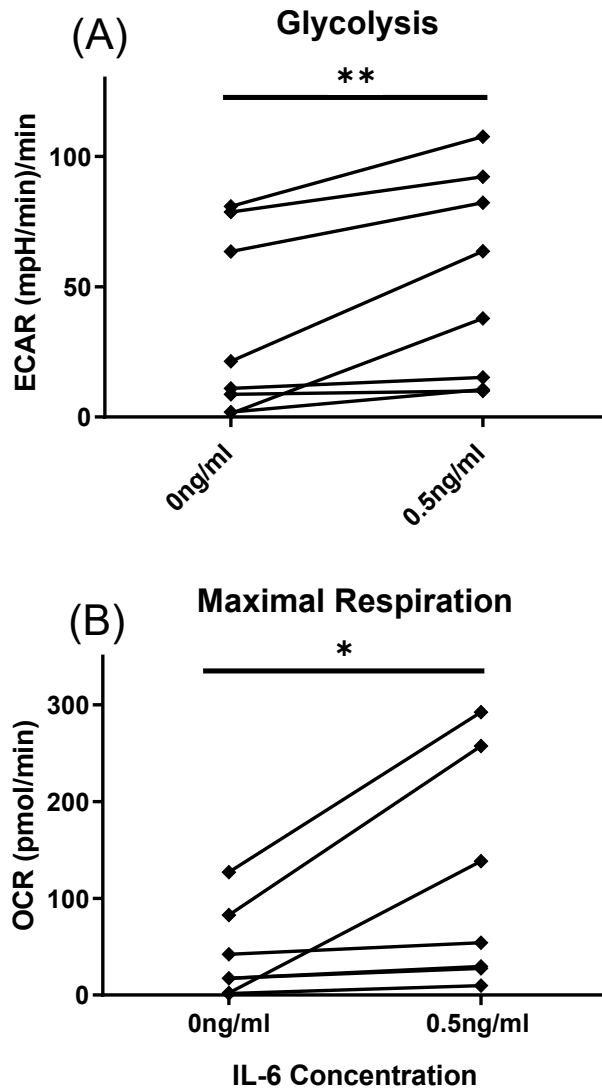 (A)
Glycolysis
**
ECAR (mpH/min)/min
100
50
0
0ng/ml
0.5ng/ml
(B)
Maximal Respiration
*
OCR (pmol/min)
300
200
100
0
0ng/ml
0.5ng/ml
IL-6 Concentration